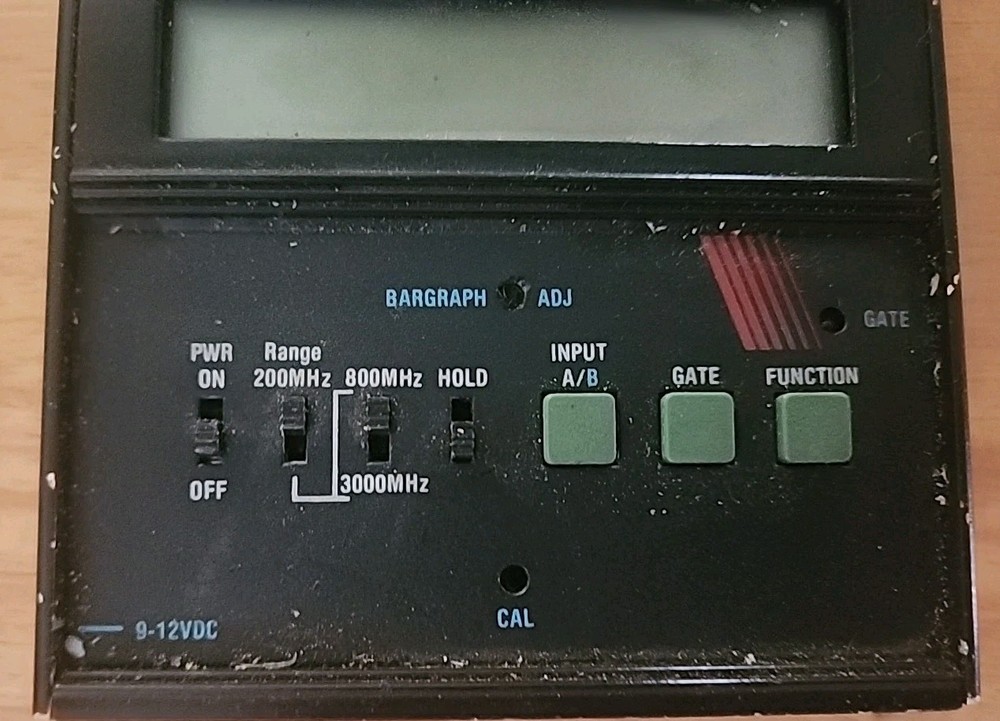 BARGRAPH ADJ
GATE
PWR
ON
Range
200MHz
800MHz
HOLD
INPUT
A/B
GATE
FUNCTION
OFF
3000MHz
CAL
9-12VDC